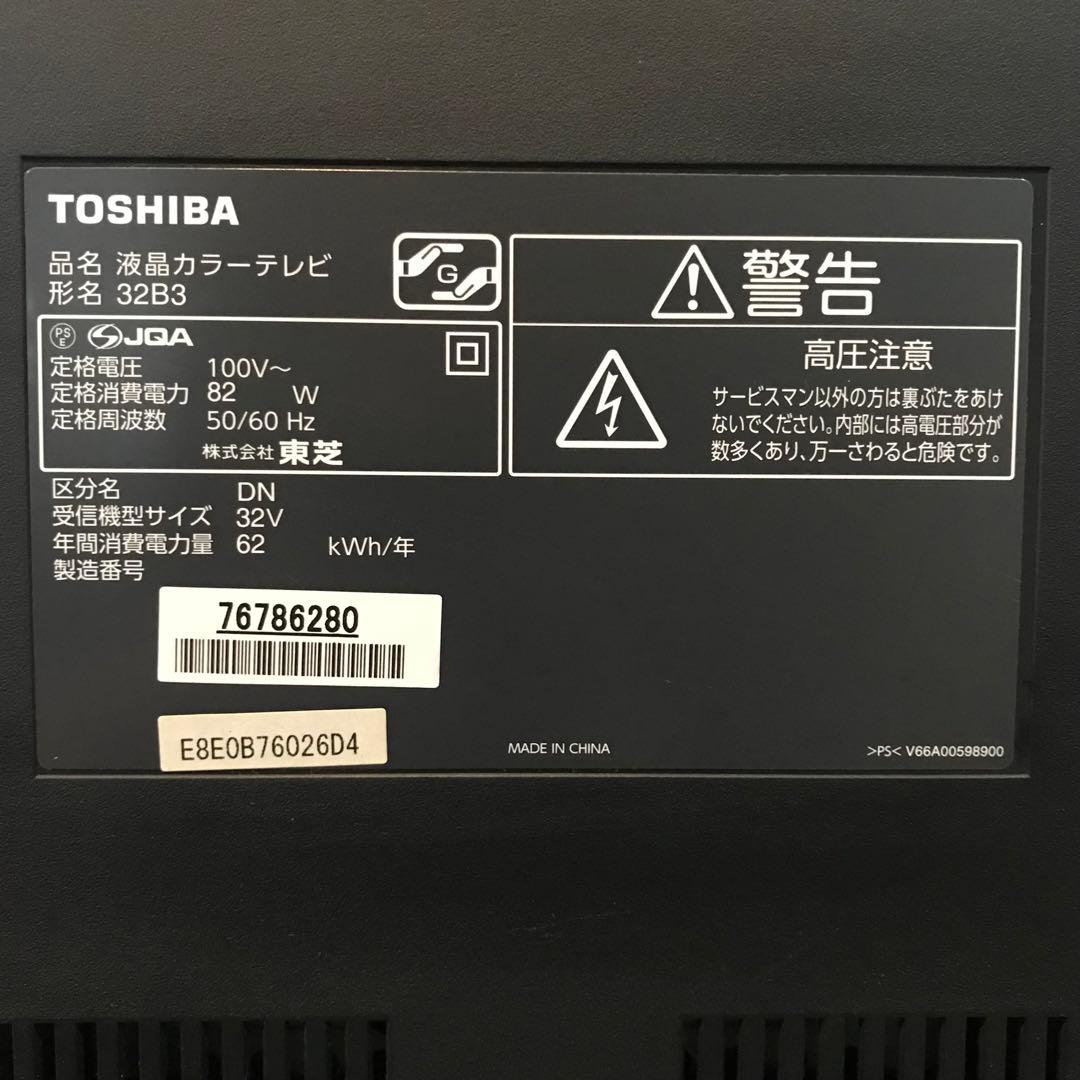 TOSHIBA
品名 液晶カラーテレビ
形名 32B3
G
PS
E
JQA
定格電圧 100V～
定格消費電力 82 W
定格周波数 50/60 Hz
株式会社 東芝
警告
高圧注意
サービスマン以外の方は裏ぶたをあけ
ないでください。内部には高電圧部分が
数多くあり、万一さわると危険です。
区分名 DN
受信機型サイズ 32V
年間消費電力量 62 kWh/年
製造番号
76786280
E8E0B76026D4
MADE IN CHINA
>PS< V66A00598900